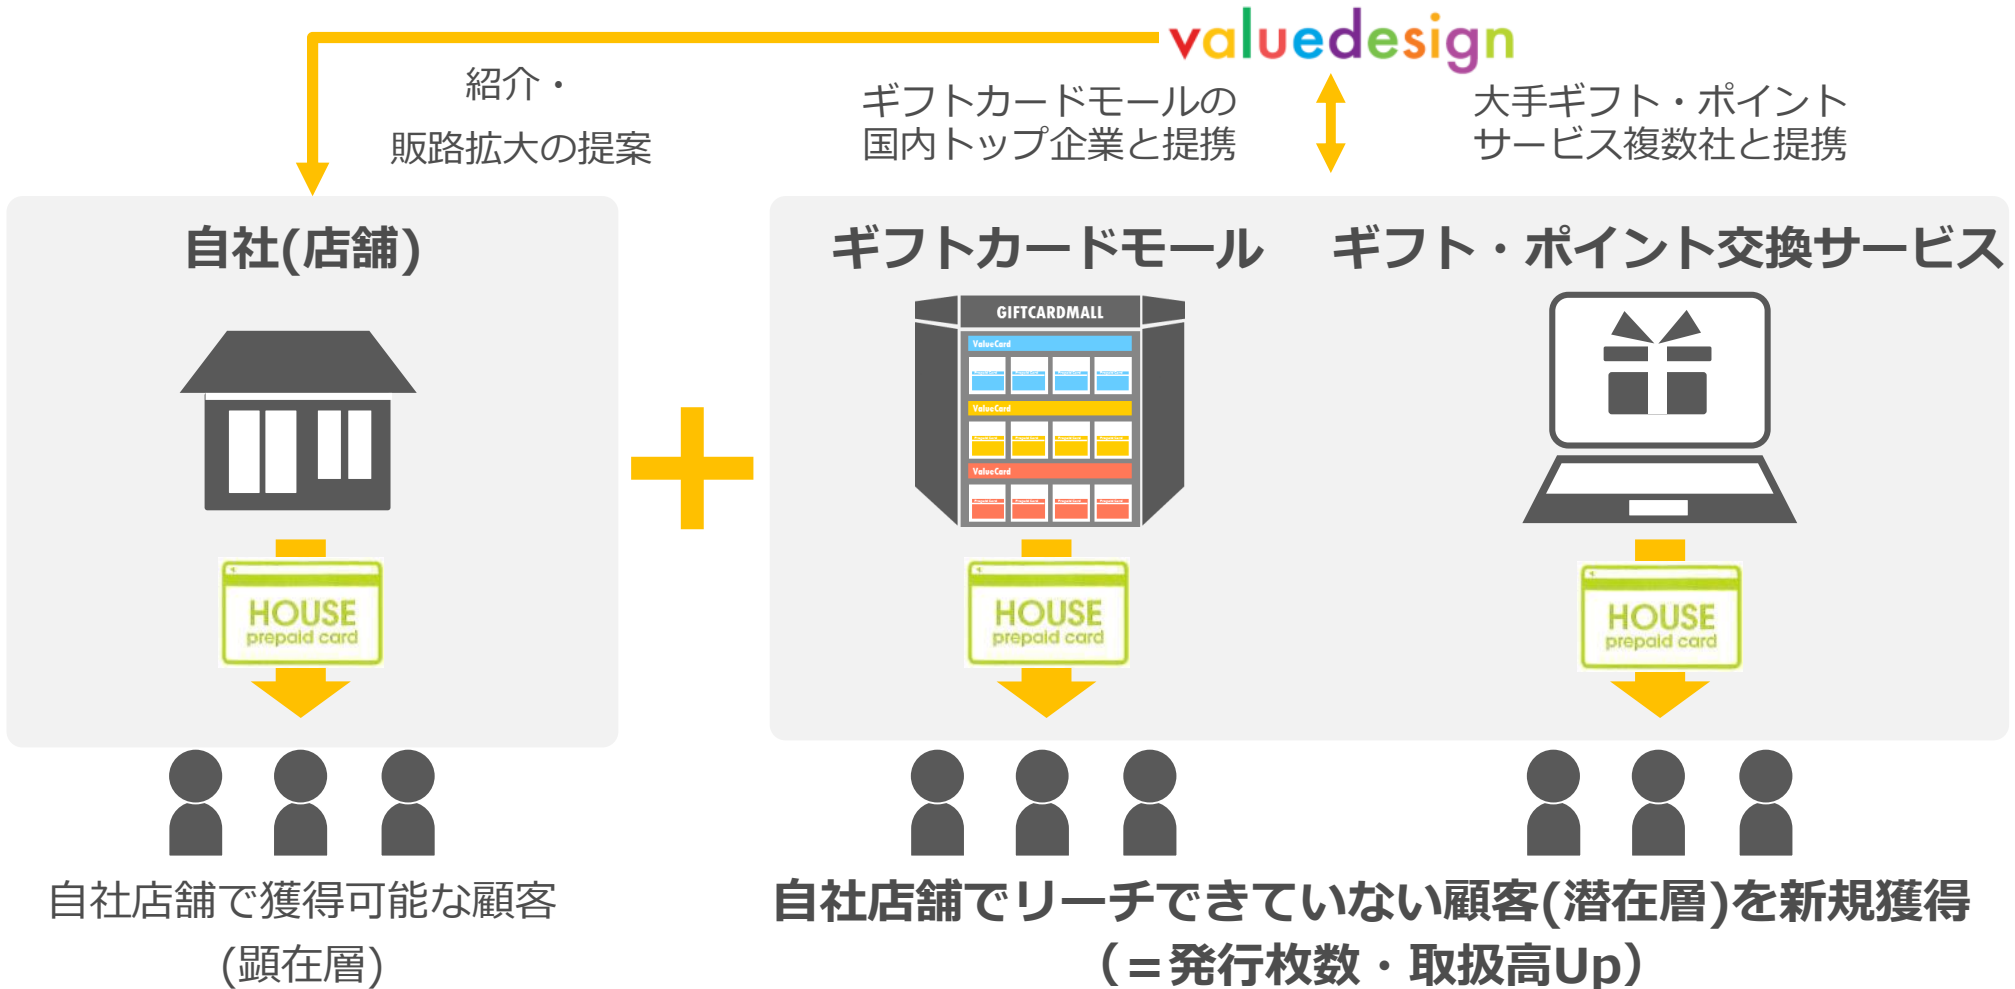 valuedesign
紹介・
販路拡大の提案
ギフトカードモールの
国内トップ企業と提携
大手ギフト・ポイント
サービス複数社と提携
自社(店舗)
ギフトカードモール
ギフト・ポイント交換サービス
GIFTCARDMALL
ValueCard
ValueCard
ValueCard
HOUSE
prepaid card
HOUSE
prepaid card
HOUSE
prepaid card
自社店舗で獲得可能な顧客
(顕在層)
自社店舗でリーチできていない顧客(潜在層)を新規獲得
（＝発行枚数・取扱高Up）